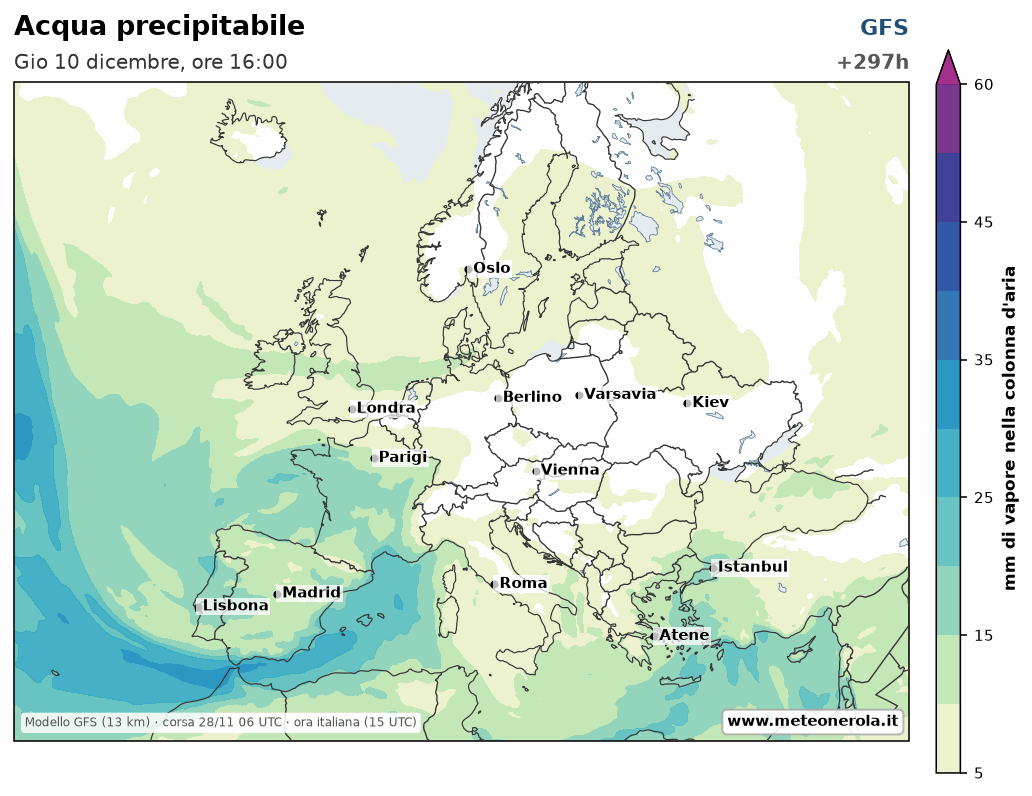 Acqua precipitabile
GFS
Gio 10 dicembre, ore 16:00
+297h
60
45
35
25
15
5
mm di vapore nella colonna d'aria
Oslo
Berlino
Varsavia
Kiev
Londra
Parigi
Vienna
Istanbul
Roma
Madrid
Lisbona
Atene
Modello GFS (13 km) · corsa 28/11 06 UTC · ora italiana (15 UTC)
www.meteonerola.it